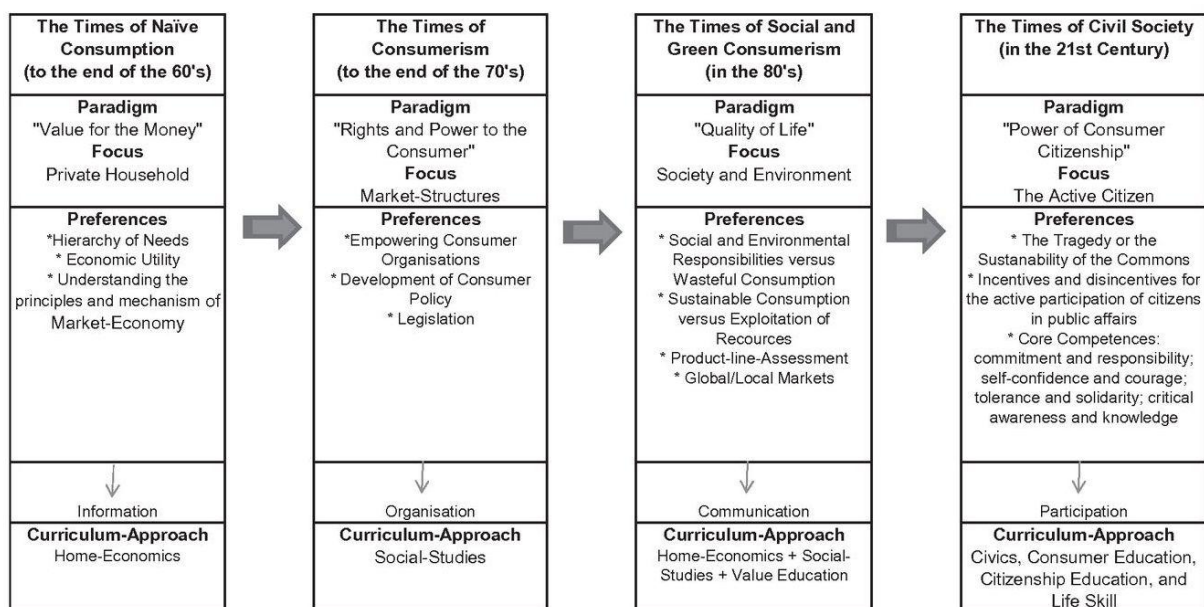 The Times of Naïve
Consumption
(to the end of the 60's)
Paradigm
"Value for the Money"
Focus
Private Household
Preferences
*Hierarchy of Needs
* Economic Utility
* Understanding the
principles and mechanism of
Market-Economy
Information
Curriculum-Approach
Home-Economics
The Times of
Consumerism
(to the end of the 70's)
Paradigm
"Rights and Power to the
Consumer"
Focus
Market-Structures
Preferences
*Empowering Consumer
Organisations
* Development of Consumer
Policy
* Legislation
Organisation
Curriculum-Approach
Social-Studies
The Times of Social and
Green Consumerism
(in the 80's)
Paradigm
"Quality of Life"
Focus
Society and Environment
Preferences
* Social and Environmental
Responsibilities versus
Wasteful Consumption
* Sustainable Consumption
versus Exploitation of
Recources
* Product-line-Assessment
* Global/Local Markets
Communication
Curriculum-Approach
Home-Economics + Social-
Studies + Value Education
The Times of Civil Society
(in the 21st Century)
Paradigm
"Power of Consumer
Citizenship"
Focus
The Active Citizen
Preferences
* The Tragedy or the
Sustanability of the Commons
* Incentives and disincentives for
the active participation of citizens
in public affairs
* Core Competences:
commitment and responsibility;
self-confidence and courage;
tolerance and solidarity; critical
awareness and knowledge
Participation
Curriculum-Approach
Civics, Consumer Education,
Citizenship Education, and
Life Skill